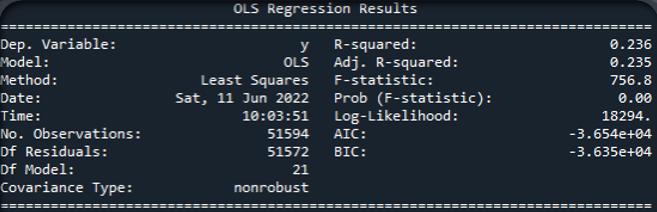 OLS Regression Results
==============================================================================
Dep. Variable: y R-squared: 0.236
Model: OLS Adj. R-squared: 0.235
Method: Least Squares F-statistic: 756.8
Date: Sat, 11 Jun 2022 Prob (F-statistic): 0.00
Time: 10:03:51 Log-Likelihood: 18294.
No. Observations: 51594 AIC: -3.654e+04
Df Residuals: 51572 BIC: -3.635e+04
Df Model: 21
Covariance Type: nonrobust
==============================================================================